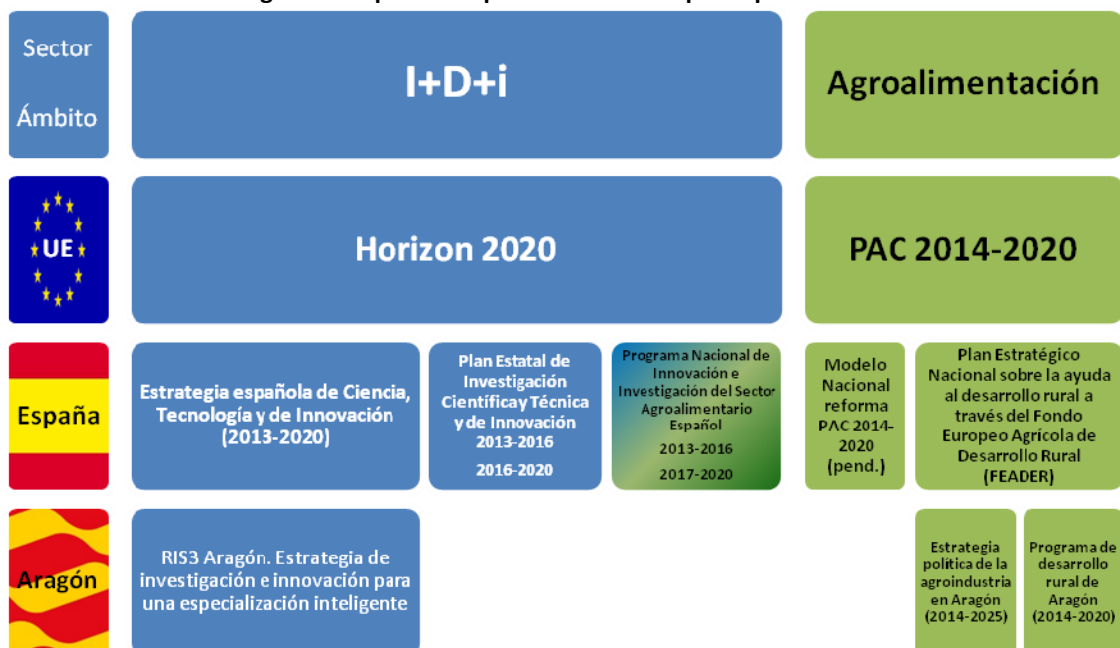 Sector
Ámbito
I+D+i
Agroalimentación
UE
Horizon 2020
PAC 2014-2020
España
Estrategia española de Ciencia,
Tecnología y de Innovación
(2013-2020)
Plan Estatal de
Investigación
Científica y Técnica
y de Innovación
2013-2016
2016-2020
Programa Nacional de
Innovación e
Investigación del Sector
Agroalimentario
Español
2013-2016
2017-2020
Modelo
Nacional
reforma
PAC 2014-
2020
(pend.)
Plan Estratégico
Nacional sobre la ayuda
al desarrollo rural a
través del Fondo
Europeo Agrícola de
Desarrollo Rural
(FEADER)
Aragón
RIS3 Aragón. Estrategia de
investigación e innovación para
una especialización inteligente
Estrategia
política de la
agroindustria
en Aragón
(2014-2025)
Programa de
desarrollo
rural de
Aragón
(2014-2020)